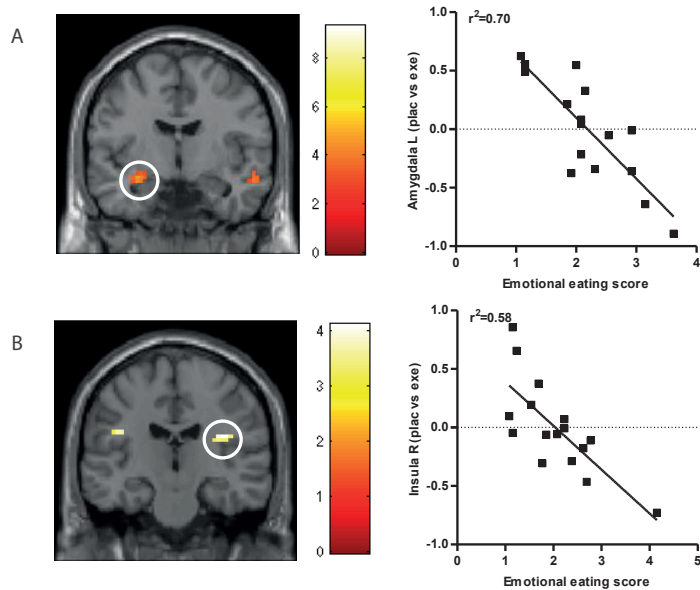 A
8
6
4
2
0
r²=0.70
1.0
0.5
0.0
-0.5
-1.0
Amygdala L (plac vs exe)
0 1 2 3 4
Emotional eating score
B
4
3
2
1
0
r²=0.58
1.0
0.5
0.0
-0.5
-1.0
Insula R (plac vs exe)
0 1 2 3 4 5
Emotional eating score